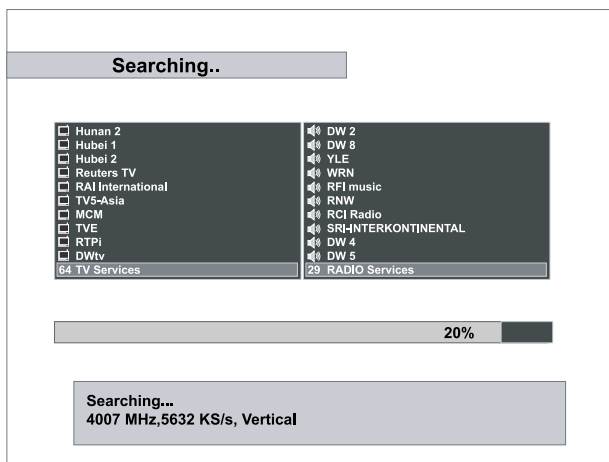 Searching..
Hunan 2
Hubei 1
Hubei 2
Reuters TV
RAI International
TV5-Asia
MCM
TVE
RTPi
DWtv
64 TV Services
DW 2
DW 8
YLE
WRN
RFI music
RNW
RCI Radio
SRI-INTERKONTINENTAL
DW 4
DW 5
29 RADIO Services
20%
Searching...
4007 MHz,5632 KS/s, Vertical